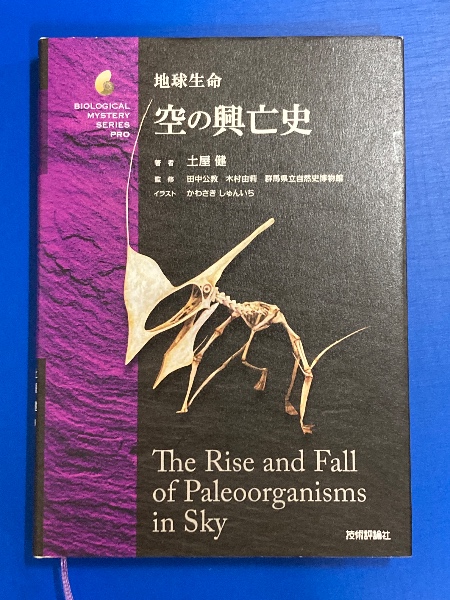 BIOLOGICAL
MYSTERY
SERIES
PRO
地球生命
空の興亡史
著者 土屋 健
監修 田中公教 木村由莉 群馬県立自然史博物館
イラスト かわさき しゅんいち
The Rise and Fall
of Paleoorganisms
in Sky
技術評論社